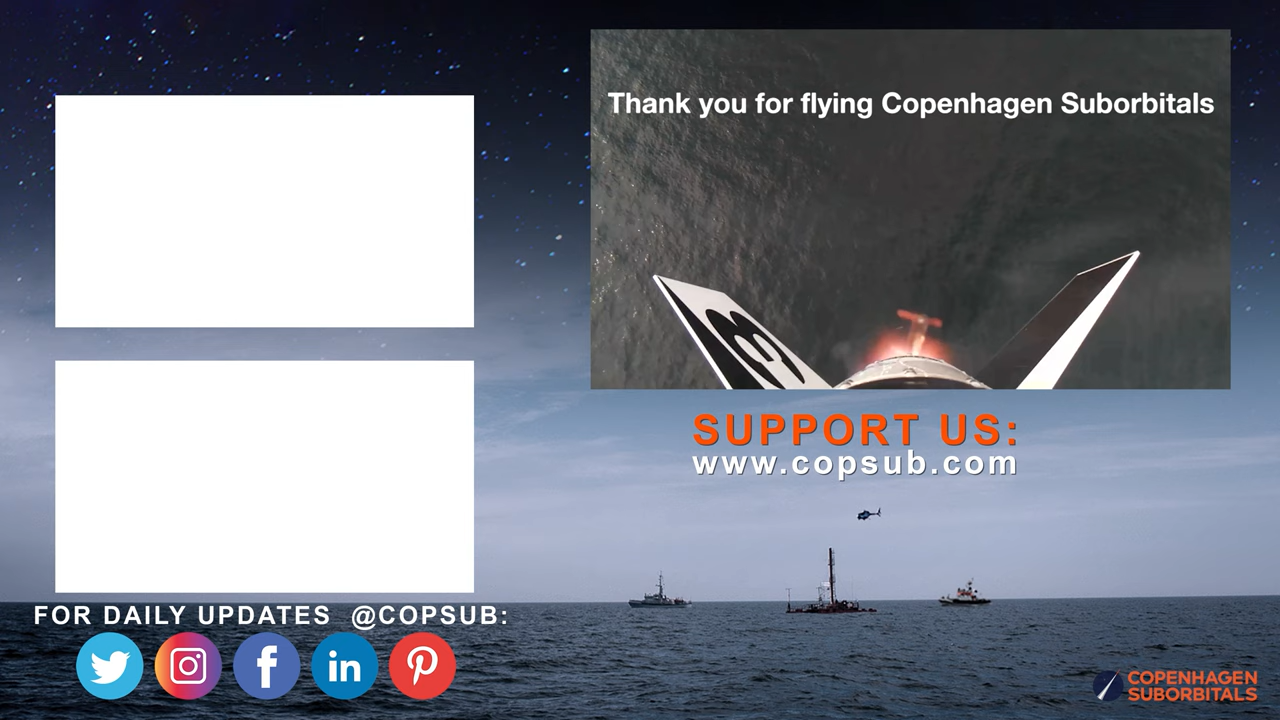 Thank you for flying Copenhagen Suborbitals
SUPPORT US:
www.copsub.com
FOR DAILY UPDATES @COPSUB:
COPENHAGEN
SUBORBITALS